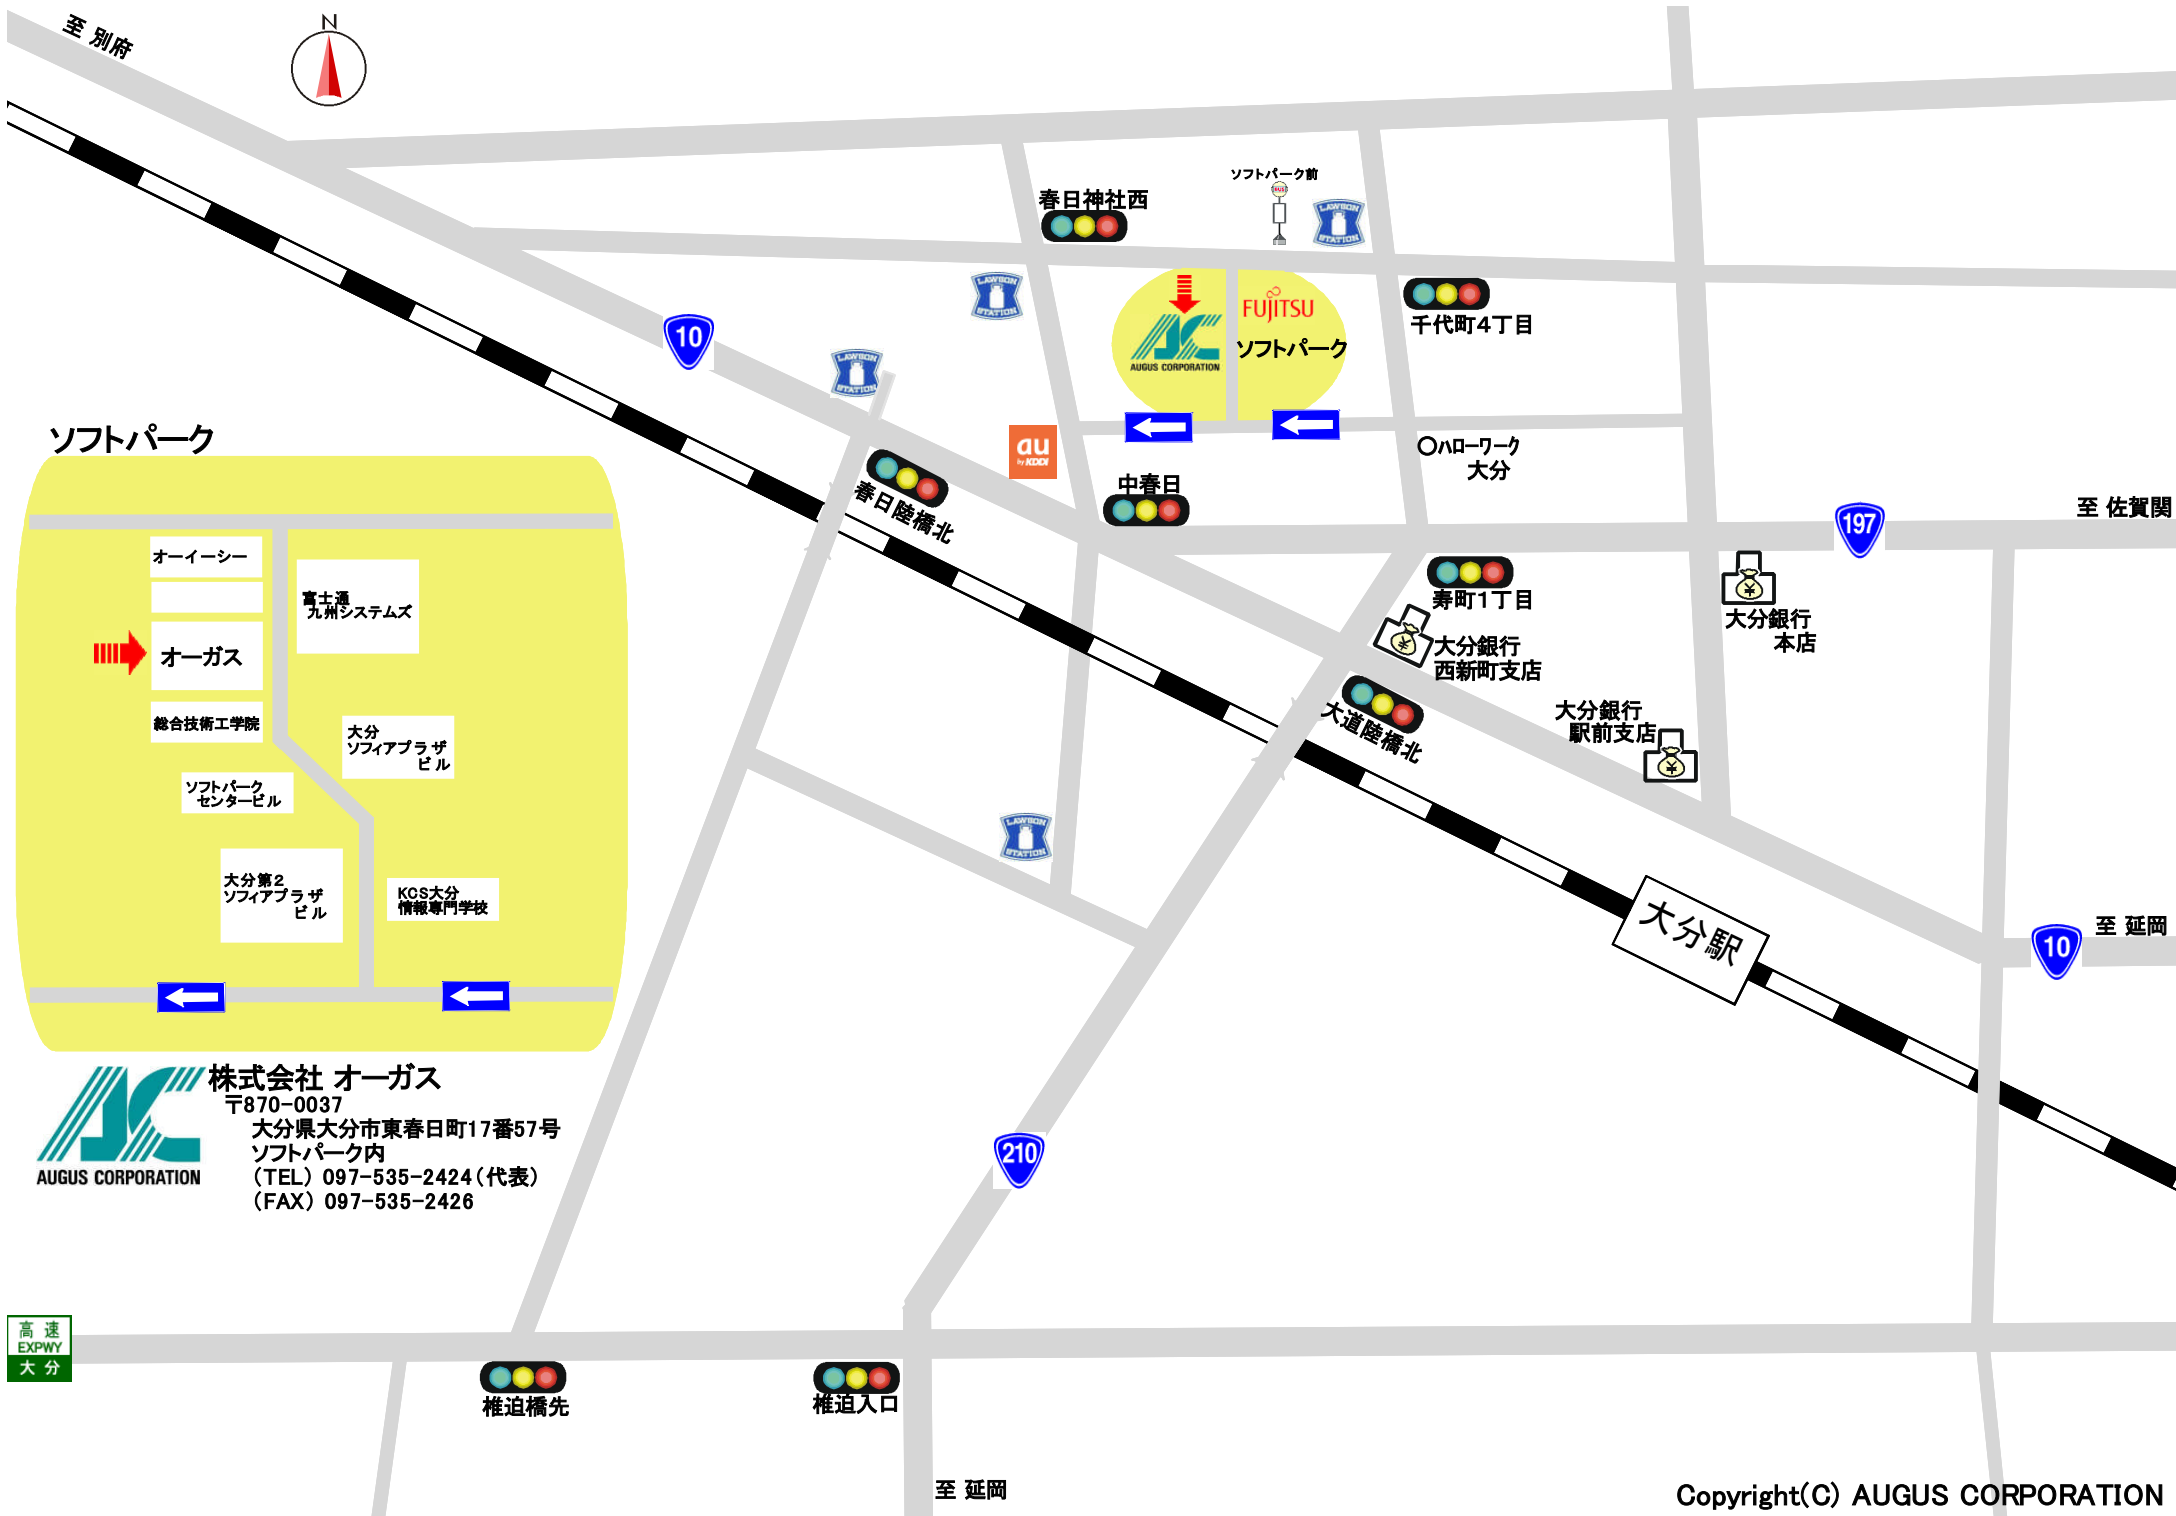 至 別府
N
ソフトパーク前
春日神社西
LAWSON
STATION
LAWSON
STATION
FUJITSU
千代町4丁目
ソフトパーク
AUGUS CORPORATION
10
LAWSON
STATION
au
by KDDI
○ハローワーク
大分
中春日
春日陸橋北
至 佐賀関
197
寿町1丁目
大分銀行
本店
大分銀行
西新町支店
大道陸橋北
大分銀行
駅前支店
LAWSON
STATION
大分駅
至 延岡
10
ソフトパーク
オーイーシー
富士通
九州システムズ
オーガス
総合技術工学院
大分
ソフィアプラザ
ビル
ソフトパーク
センタービル
大分第2
ソフィアプラザ
ビル
KCS大分
情報専門学校
AUGUS CORPORATION
株式会社 オーガス
〒870-0037
大分県大分市東春日町17番57号
ソフトパーク内
(TEL) 097-535-2424(代表)
(FAX) 097-535-2426
210
高速
EXPWY
大分
椎迫橋先
椎迫入口
至 延岡
Copyright(C) AUGUS CORPORATION